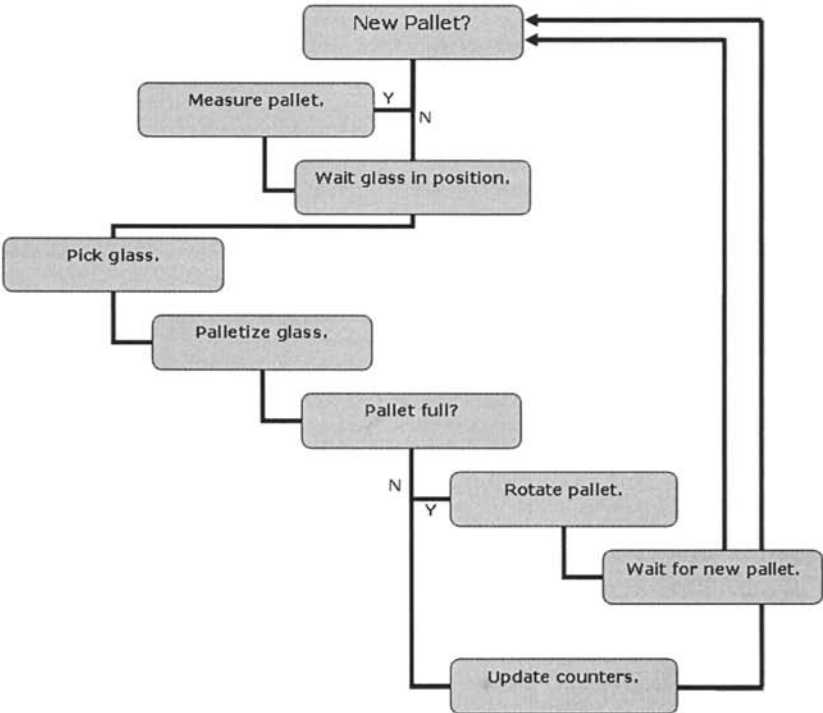 New Pallet?
Measure pallet.
Y
N
Wait glass in position.
Pick glass.
Palletize glass.
Pallet full?
N
Y
Rotate pallet.
Wait for new pallet.
Update counters.